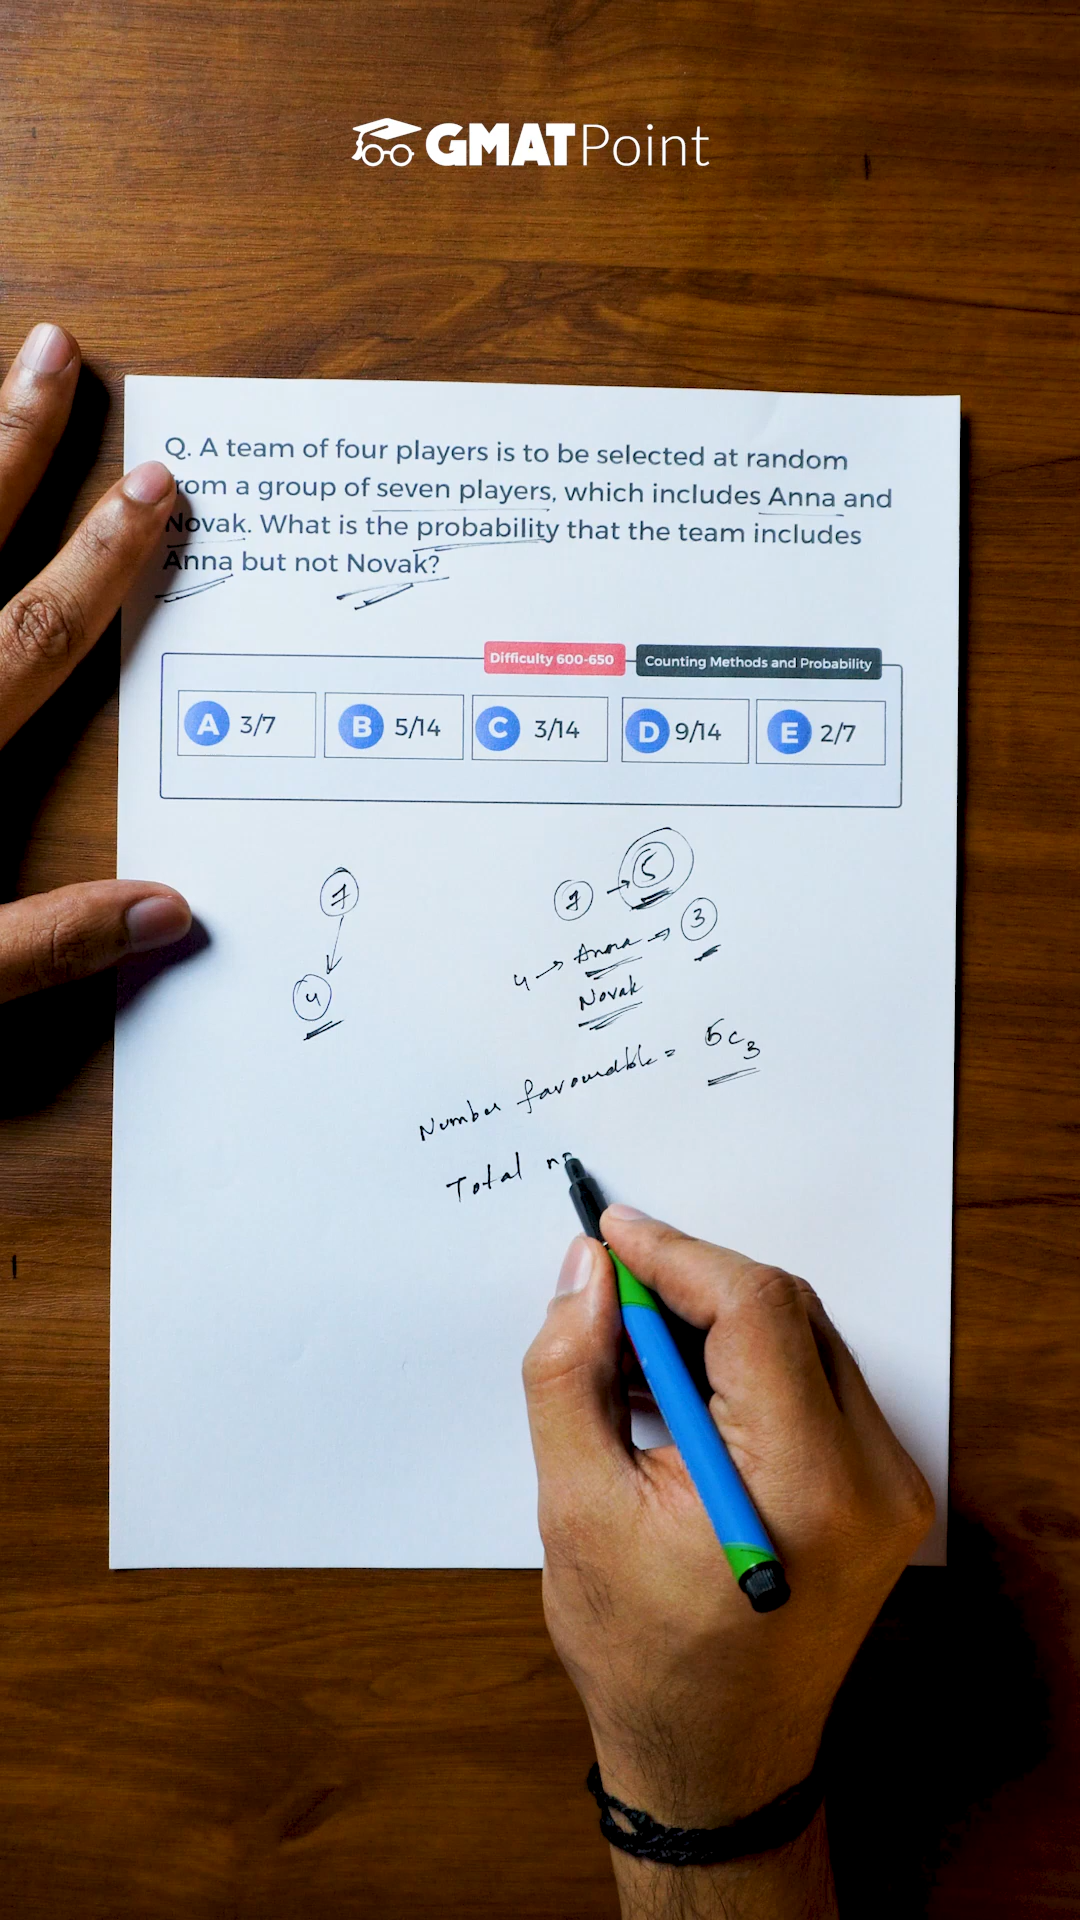 GMATPoint
Q. A team of four players is to be selected at random
rom a group of seven players, which includes Anna and
Novak. What is the probability that the team includes
Anna but not Novak?
Difficulty 600-650
Counting Methods and Probability
A 3/7
B 5/14
C 3/14
D 9/14
E 2/7
7
4
7 → 5
4 → Anna → 3
Novak
Number favourable = 5c3
Total no